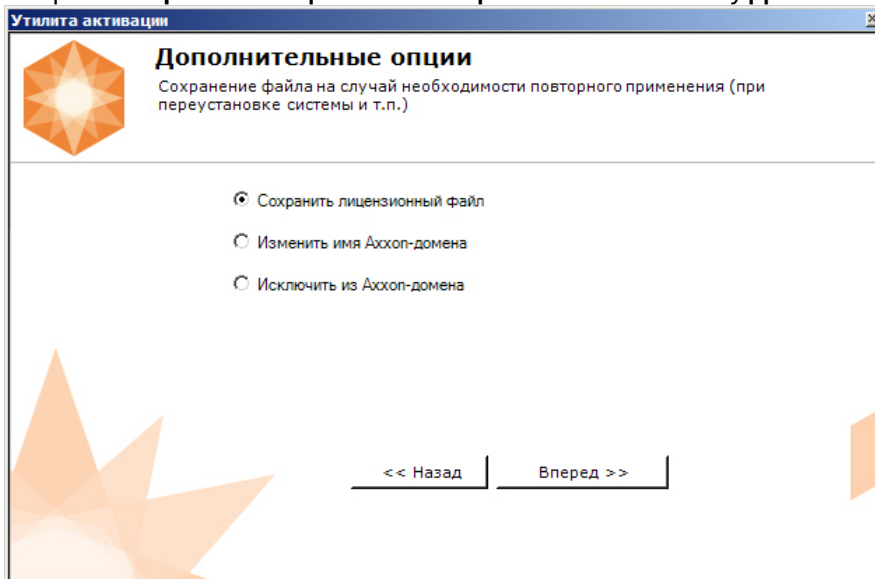 Утилита активации
Дополнительные опции
Сохранение файла на случай необходимости повторного применения (при
переустановке системы и т.п.)
Сохранить лицензионный файл
Изменить имя Axxon-домена
Исключить из Axxon-домена
<< Назад
Вперед >>